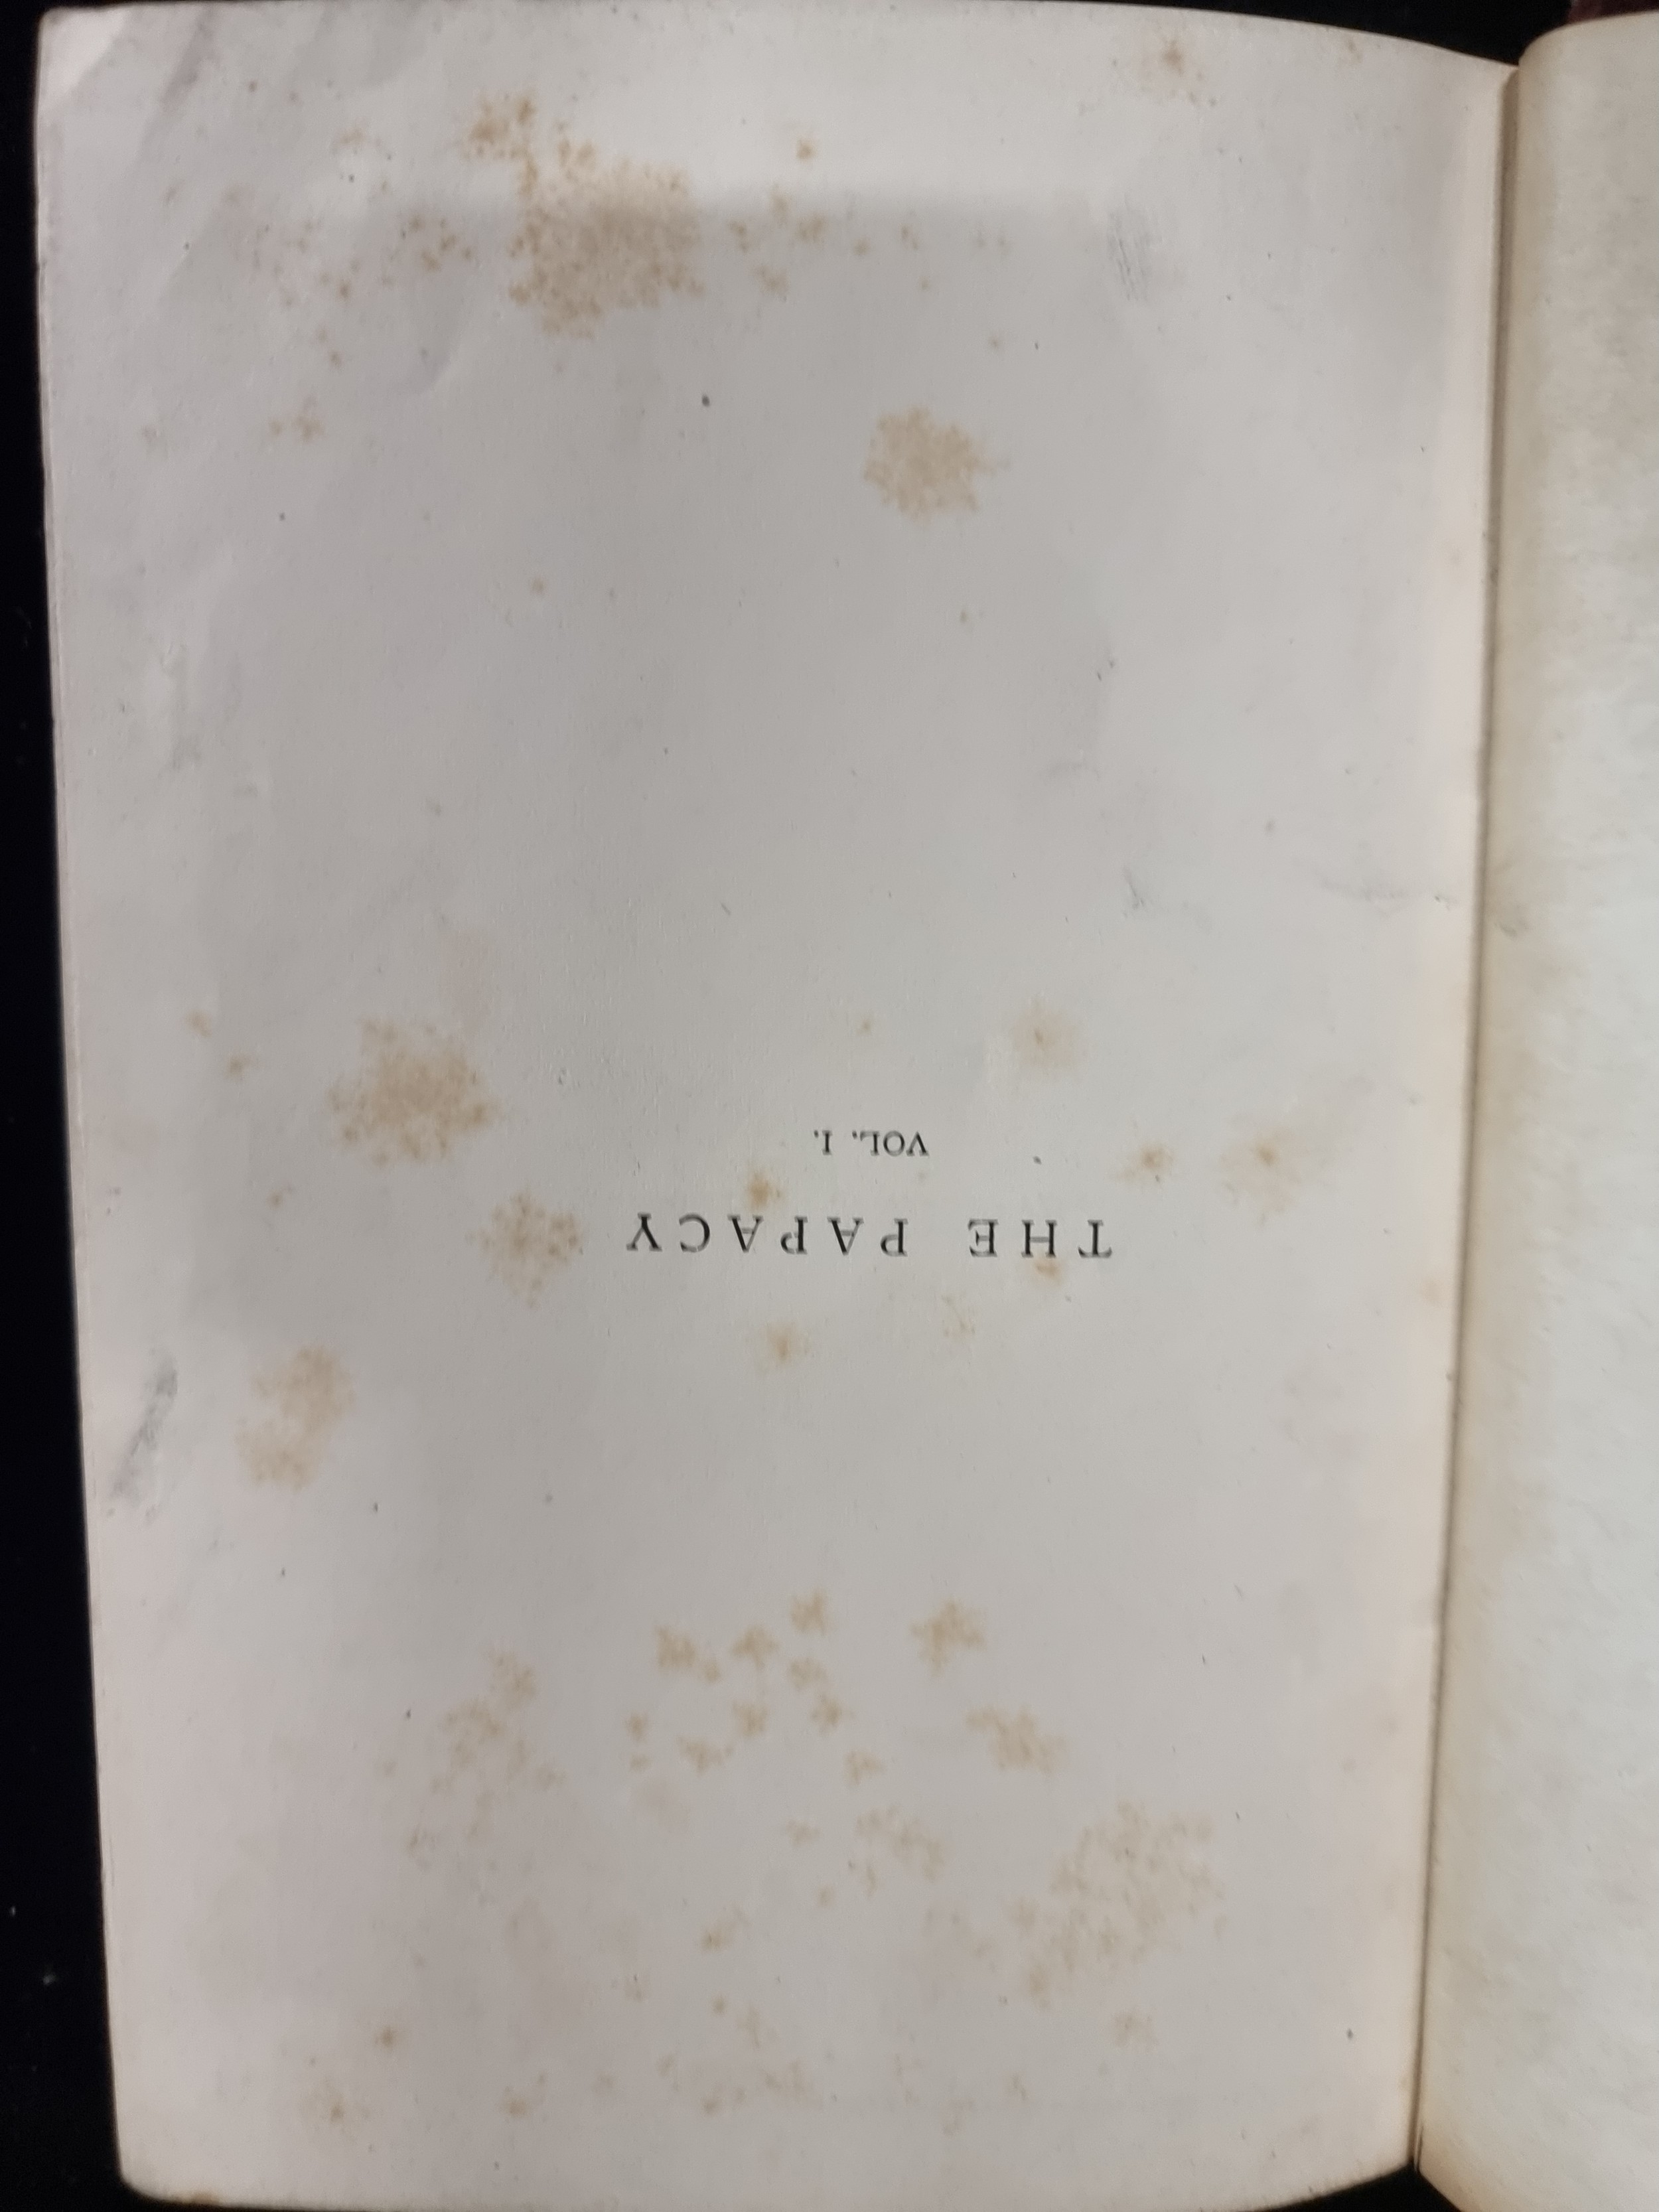 THE PAPACY
VOL. I.